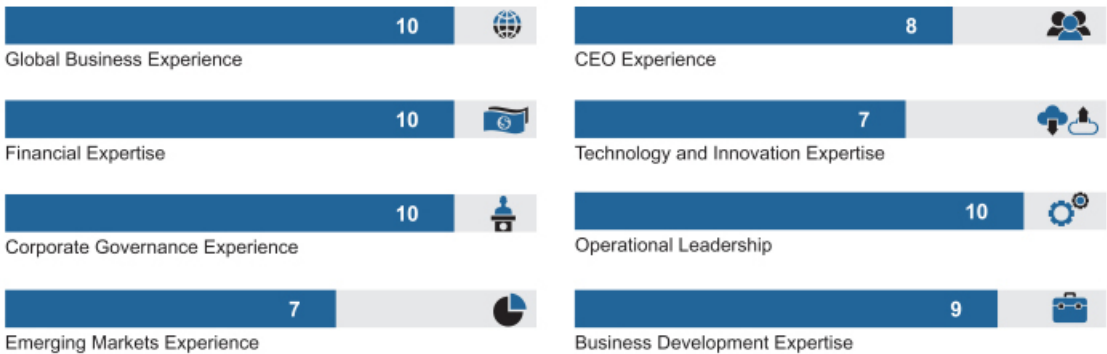 10
Global Business Experience
10
Financial Expertise
10
Corporate Governance Experience
7
Emerging Markets Experience
8
CEO Experience
7
Technology and Innovation Expertise
10
Operational Leadership
9
Business Development Expertise